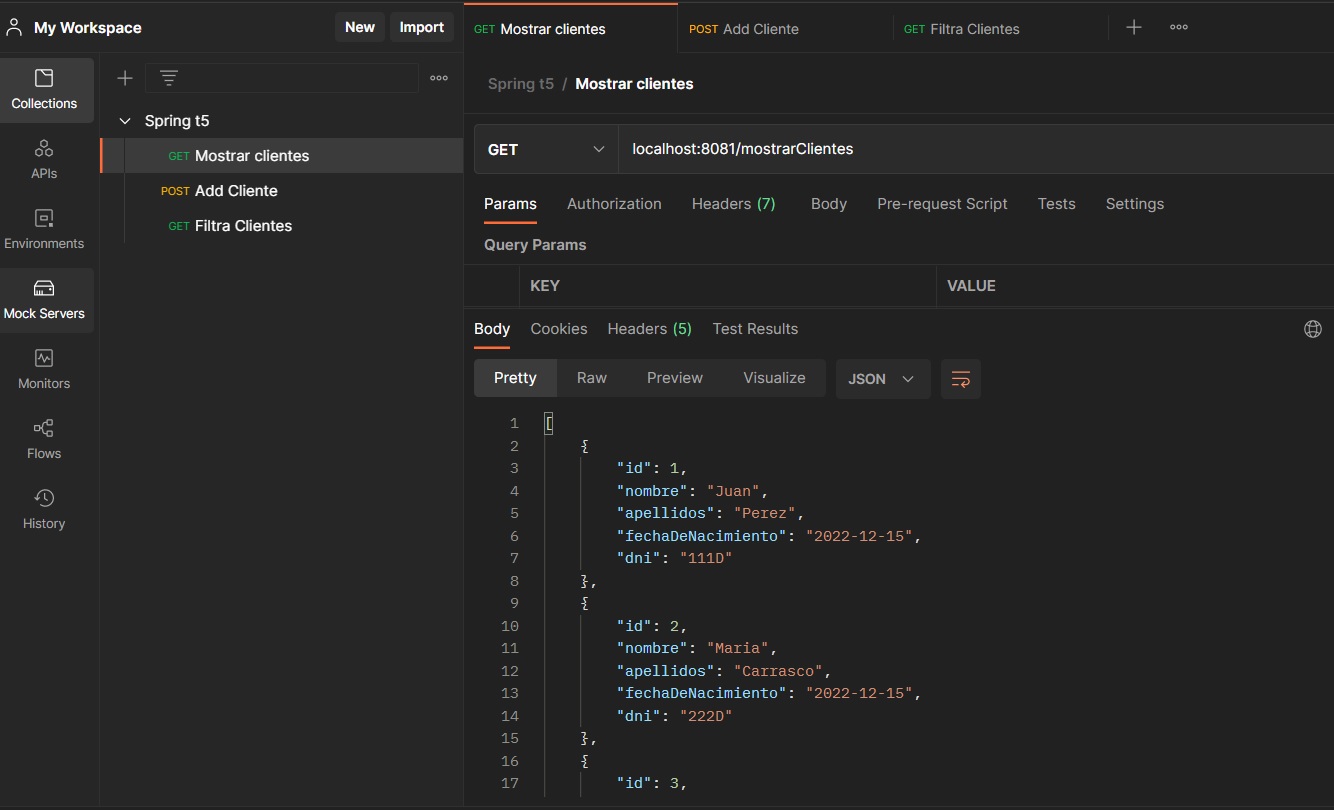 My Workspace
New
Import
GET Mostrar clientes
POST Add Cliente
GET Filtra Clientes
Collections
APIs
Environments
Mock Servers
Monitors
Flows
History
Spring t5
GET Mostrar clientes
POST Add Cliente
GET Filtra Clientes
Spring t5 / Mostrar clientes
GET
localhost:8081/mostrarClientes
Params Authorization Headers (7) Body Pre-request Script Tests Settings
Query Params
KEY VALUE
Body Cookies Headers (5) Test Results
Pretty Raw Preview Visualize JSON
1 [
2 {
3 "id": 1,
4 "nombre": "Juan",
5 "apellidos": "Perez",
6 "fechaDeNacimiento": "2022-12-15",
7 "dni": "111D"
8 },
9 {
10 "id": 2,
11 "nombre": "Maria",
12 "apellidos": "Carrasco",
13 "fechaDeNacimiento": "2022-12-15",
14 "dni": "222D"
15 },
16 {
17 "id": 3,